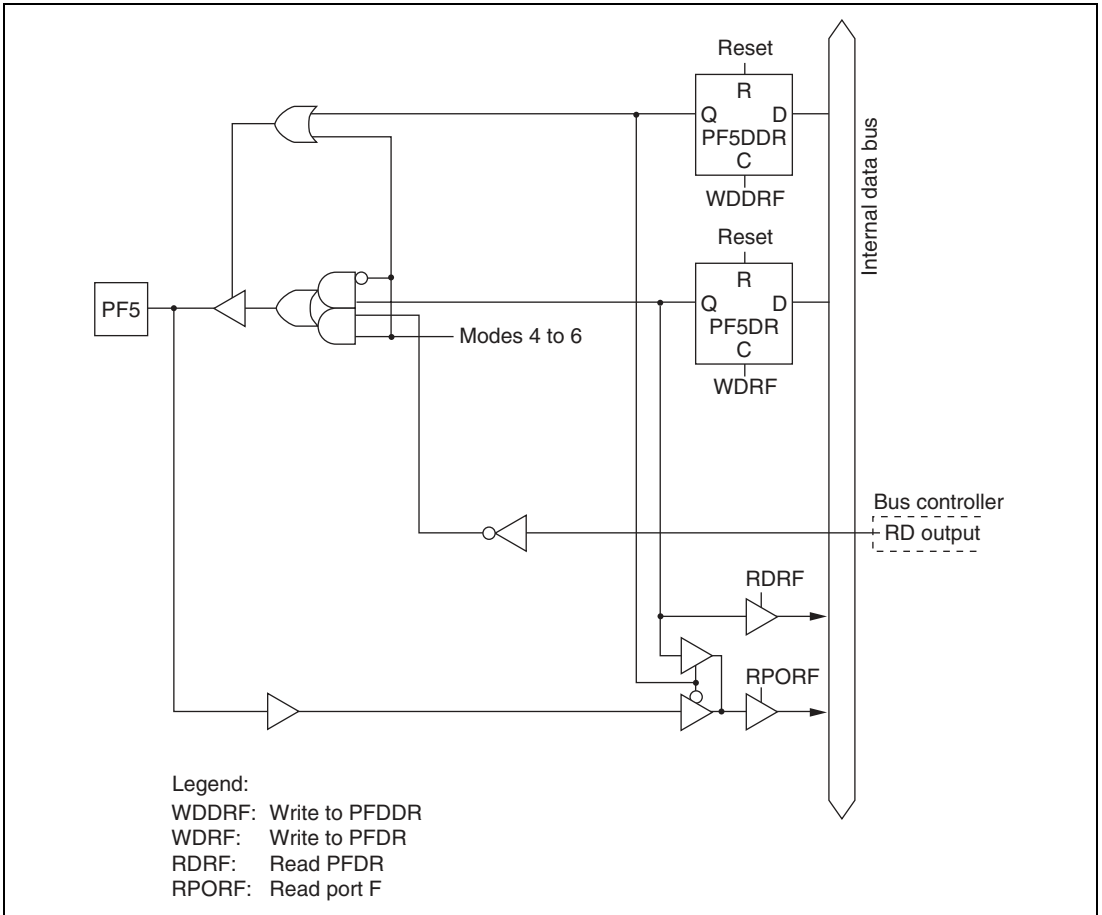 Reset
R
Q D
PF5DDR
C
WDDRF
Internal data bus
Reset
R
Q D
PF5DR
C
WDRF
PF5
Modes 4 to 6
Bus controller
RD output
RDRF
RPORF
Legend:
WDDRF: Write to PFDDR
WDRF: Write to PFDR
RDRF: Read PFDR
RPORF: Read port F